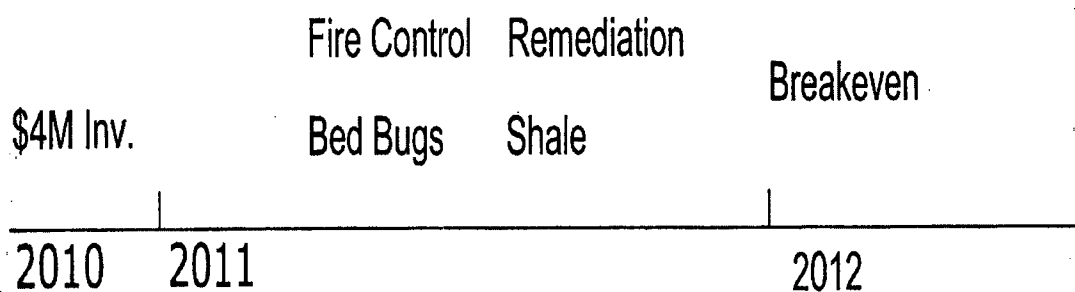 Fire Control Remediation
Breakeven
$4M Inv. Bed Bugs Shale
2010 2011 2012